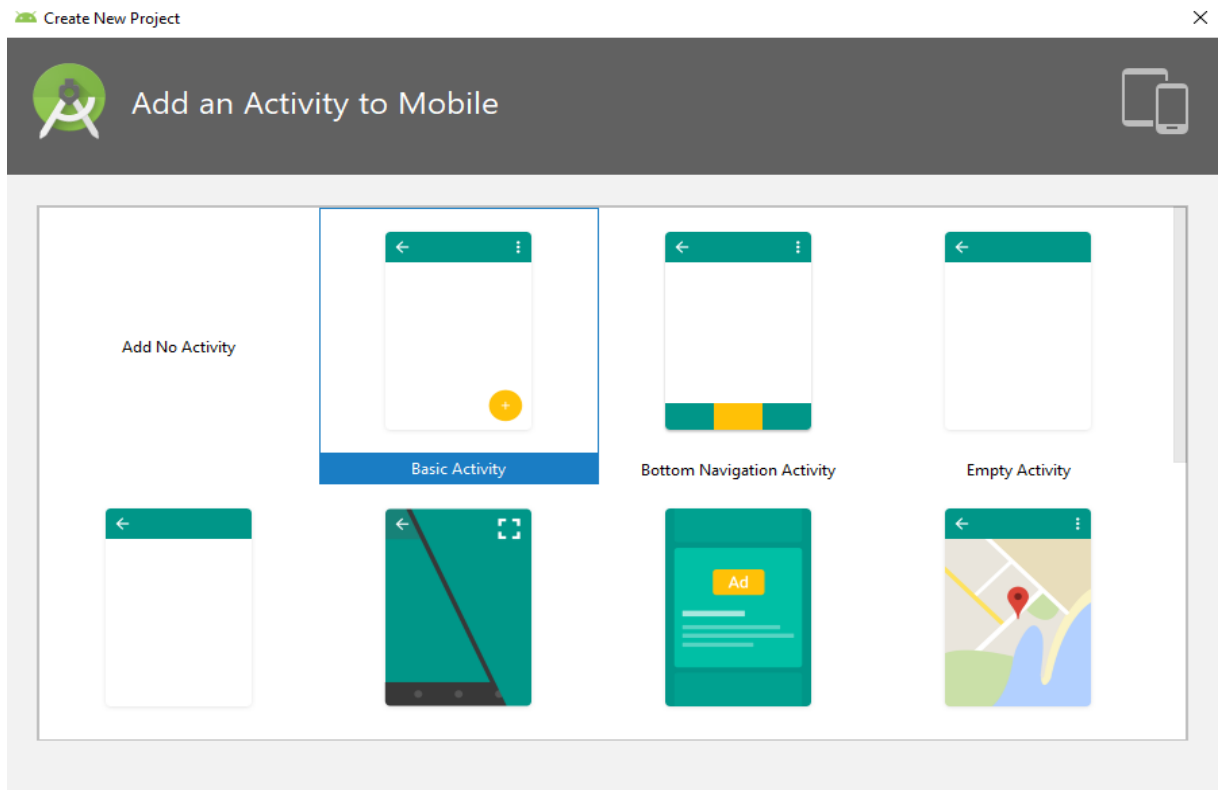 Create New Project
Add an Activity to Mobile
Add No Activity
Basic Activity
Bottom Navigation Activity
Empty Activity
Ad